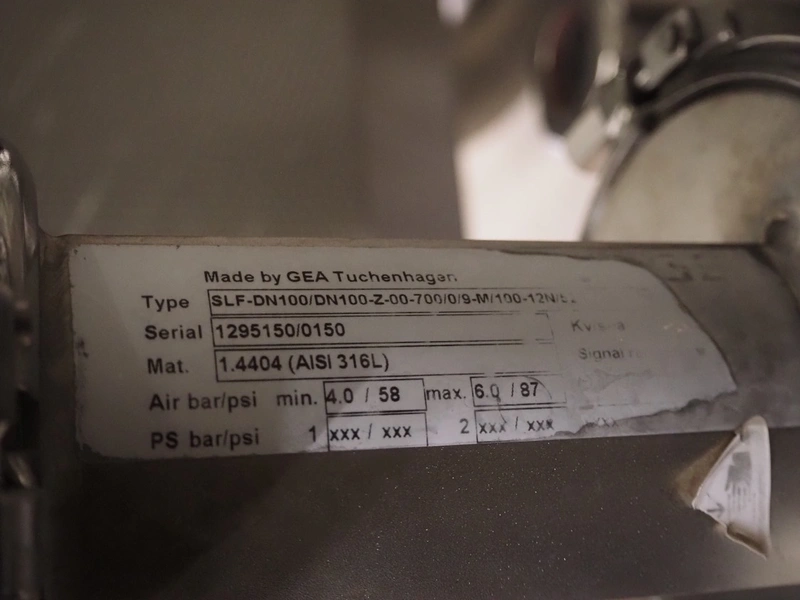 Made by GEA Tuchenhagen
Type SLF-DN100/DN100-Z-00-700/0/9-M/100-12N/
Serial 1295150/0150
Mat. 1.4404 (AISI 316L)
Signal
Air bar/psi min. 4.0 / 58 max. 6.0 / 87
PS bar/psi 1 xxx / xxx 2 xxx / xxx